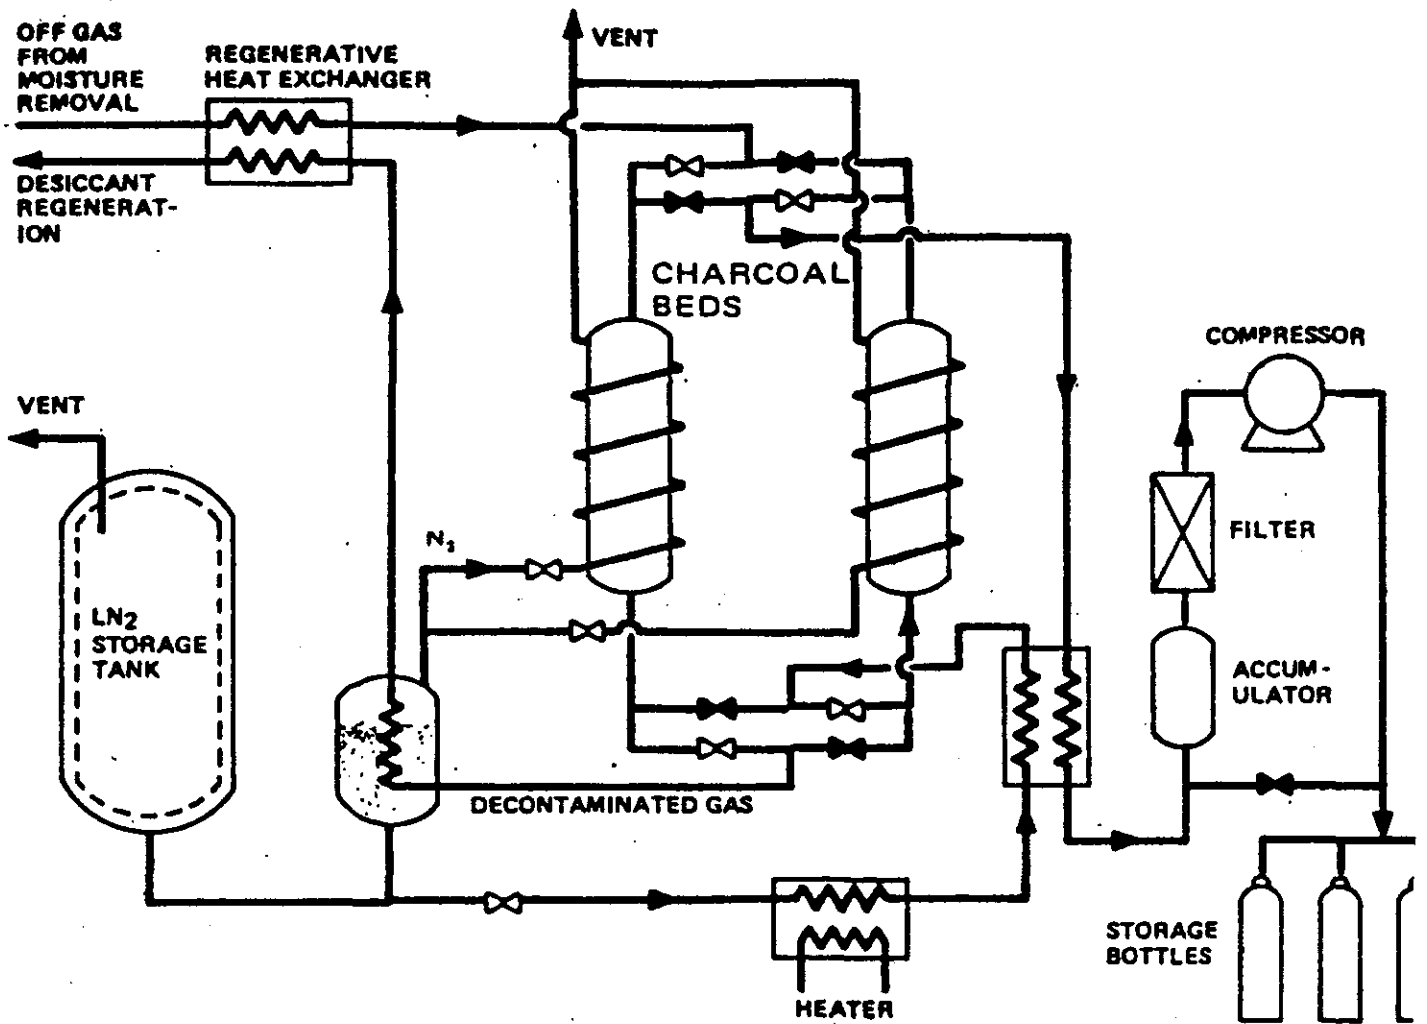 OFF GAS
FROM
MOISTURE
REMOVAL
REGENERATIVE
HEAT EXCHANGER
VENT
DESICCANT
REGENERAT-
ION
CHARCOAL
BEDS
COMPRESSOR
VENT
FILTER
N₂
LN2
STORAGE
TANK
ACCUM-
ULATOR
DECONTAMINATED GAS
STORAGE
BOTTLES
HEATER